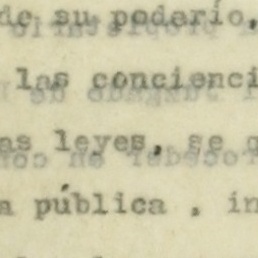 de su poderío,
las concienci
as leyes, se
a pública , in